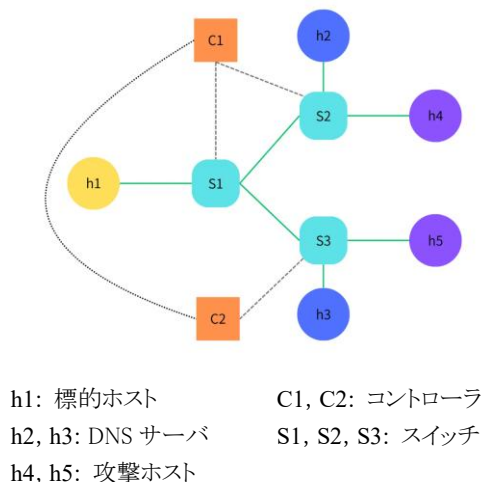 C1
h2
S2
h4
h1
S1
S3
h5
C2
h3
h1: 標的ホスト C1, C2: コントローラ
h2, h3: DNS サーバ S1, S2, S3: スイッチ
h4, h5: 攻撃ホスト